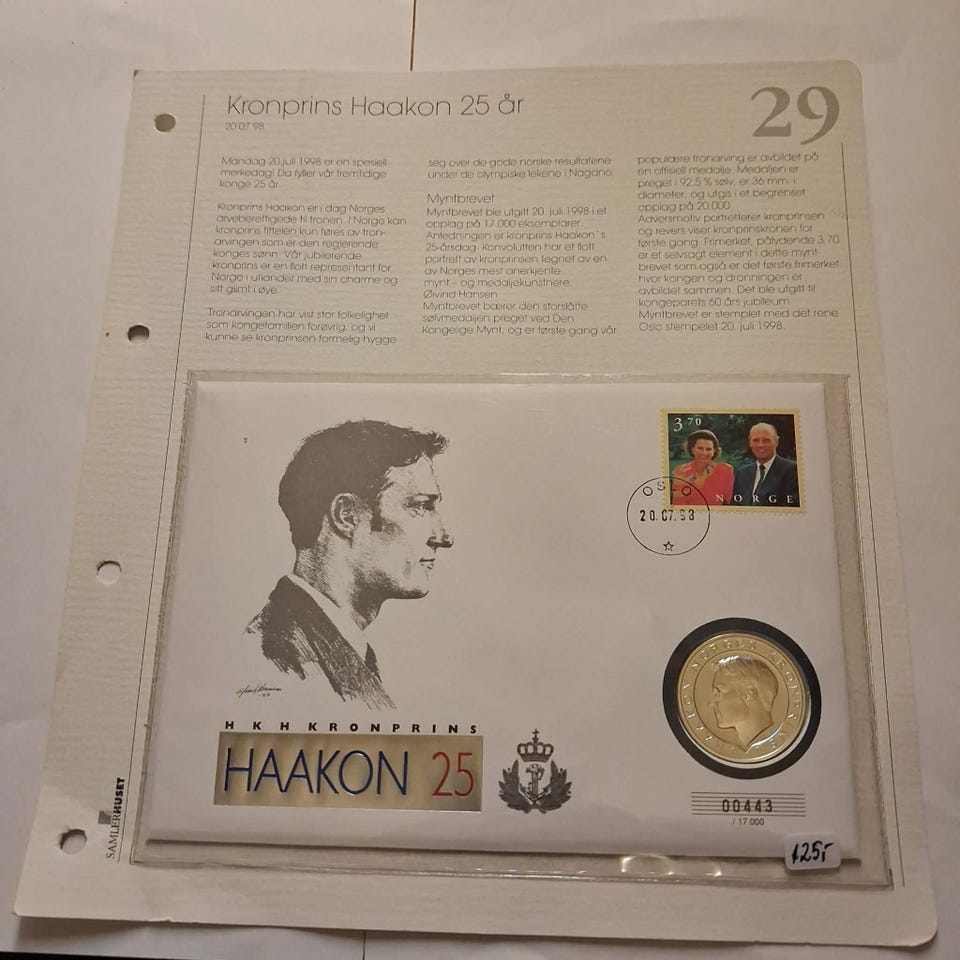 Kronprins Haakon 25 år
20.07.98
29
Mandag 20.juli 1998 er en spesiell
merkedag! Da fyller vår fremtidige
konge 25 år.
Kronprins Haakon er i dag Norges
arveberettigede til tronen. I Norge kan
kronprins tittelen kun føres av tron-
arvingen som er den regjerende
konges sønn. Vår jubilerende
kronprins er en flott representant for
Norge i utlandet med sin charme og
sitt glimt i øye.
Tronarvingen har vist stor folkelighet
som kongefamilien forøvrig, og vi
kunne se kronprinsen formelig hygge
seg over de gode norske resultatene
under de olympiske lekene i Nagano.
Myntbrevet
Myntbrevet ble utgitt 20. juli 1998 i et
opplag på 17.000 eksemplarer.
Anledningen er kronprins Haakon`s
25-årsdag. Konvolutten har et flott
portrett av kronprinsen tegnet av en
av Norges mest anerkjente
mynt - og medaljekunstnere,
Øivind Hansen.
Myntbrevet bærer den storslåtte
sølvmedaljen preget ved Den
Kongelige Mynt, og er første gang vår
populære tronarving er avbildet på
en offisiell medalje. Medaljen er
preget i 92,5 % sølv, er 36 mm. i
diameter, og utgis i et begrenset
opplag på 20.000.
Adversmotiv portretterer kronprinsen
og revers viser kronprinskronen for
første gang. Frimerket, pålydende 3,70
er et selvsagt element i dette mynt-
brevet som også er det første frimerket
hvor kongen og dronningen er
avbildet sammen. Det ble utgitt til
kongeparets 60 års jubileum.
Myntbrevet er stemplet med det rene
Oslo stempelet 20. juli 1998.
3 70
NORGE
OSLO
20.07.98
HAAKON NORGES KRONPRINS
HKH KRONPRINS
HAAKON 25
00443
/ 17.000
125,-
SAMLERHUSET